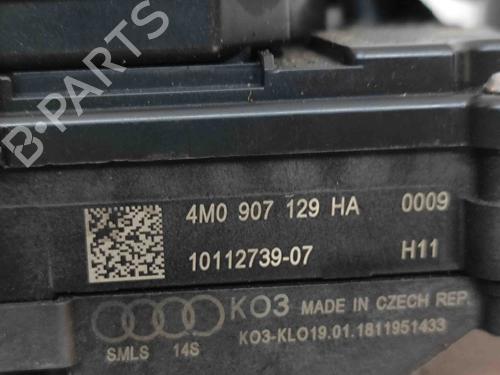 B-PARTS
4M0 907 129 HA 0009
10112739-07 H11
KO3 MADE IN CZECH REP.
SMLS 14S KO3-KLO19.01.1811951433